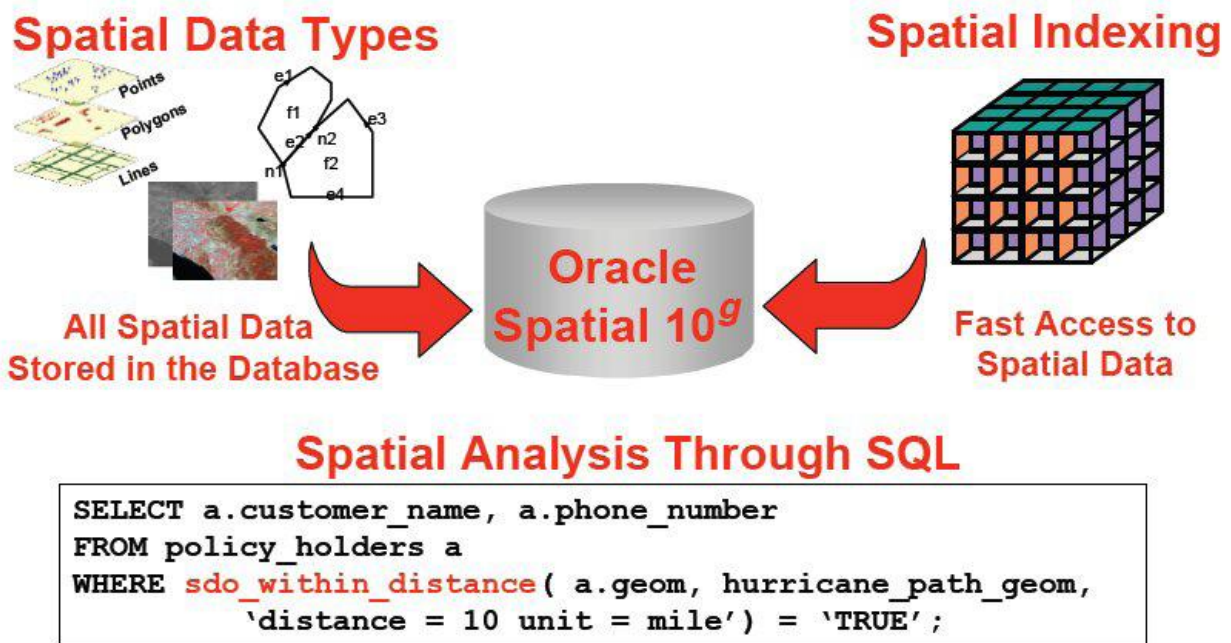 Spatial Data Types
Spatial Indexing
Points
Polygons
Lines
e1
f1
e2
n2
e3
n1
f2
e4
Oracle
Spatial 10g
All Spatial Data
Stored in the Database
Fast Access to
Spatial Data
Spatial Analysis Through SQL
SELECT a.customer_name, a.phone_number
FROM policy_holders a
WHERE sdo_within_distance( a.geom, hurricane_path_geom,
‘distance = 10 unit = mile’) = ‘TRUE’;